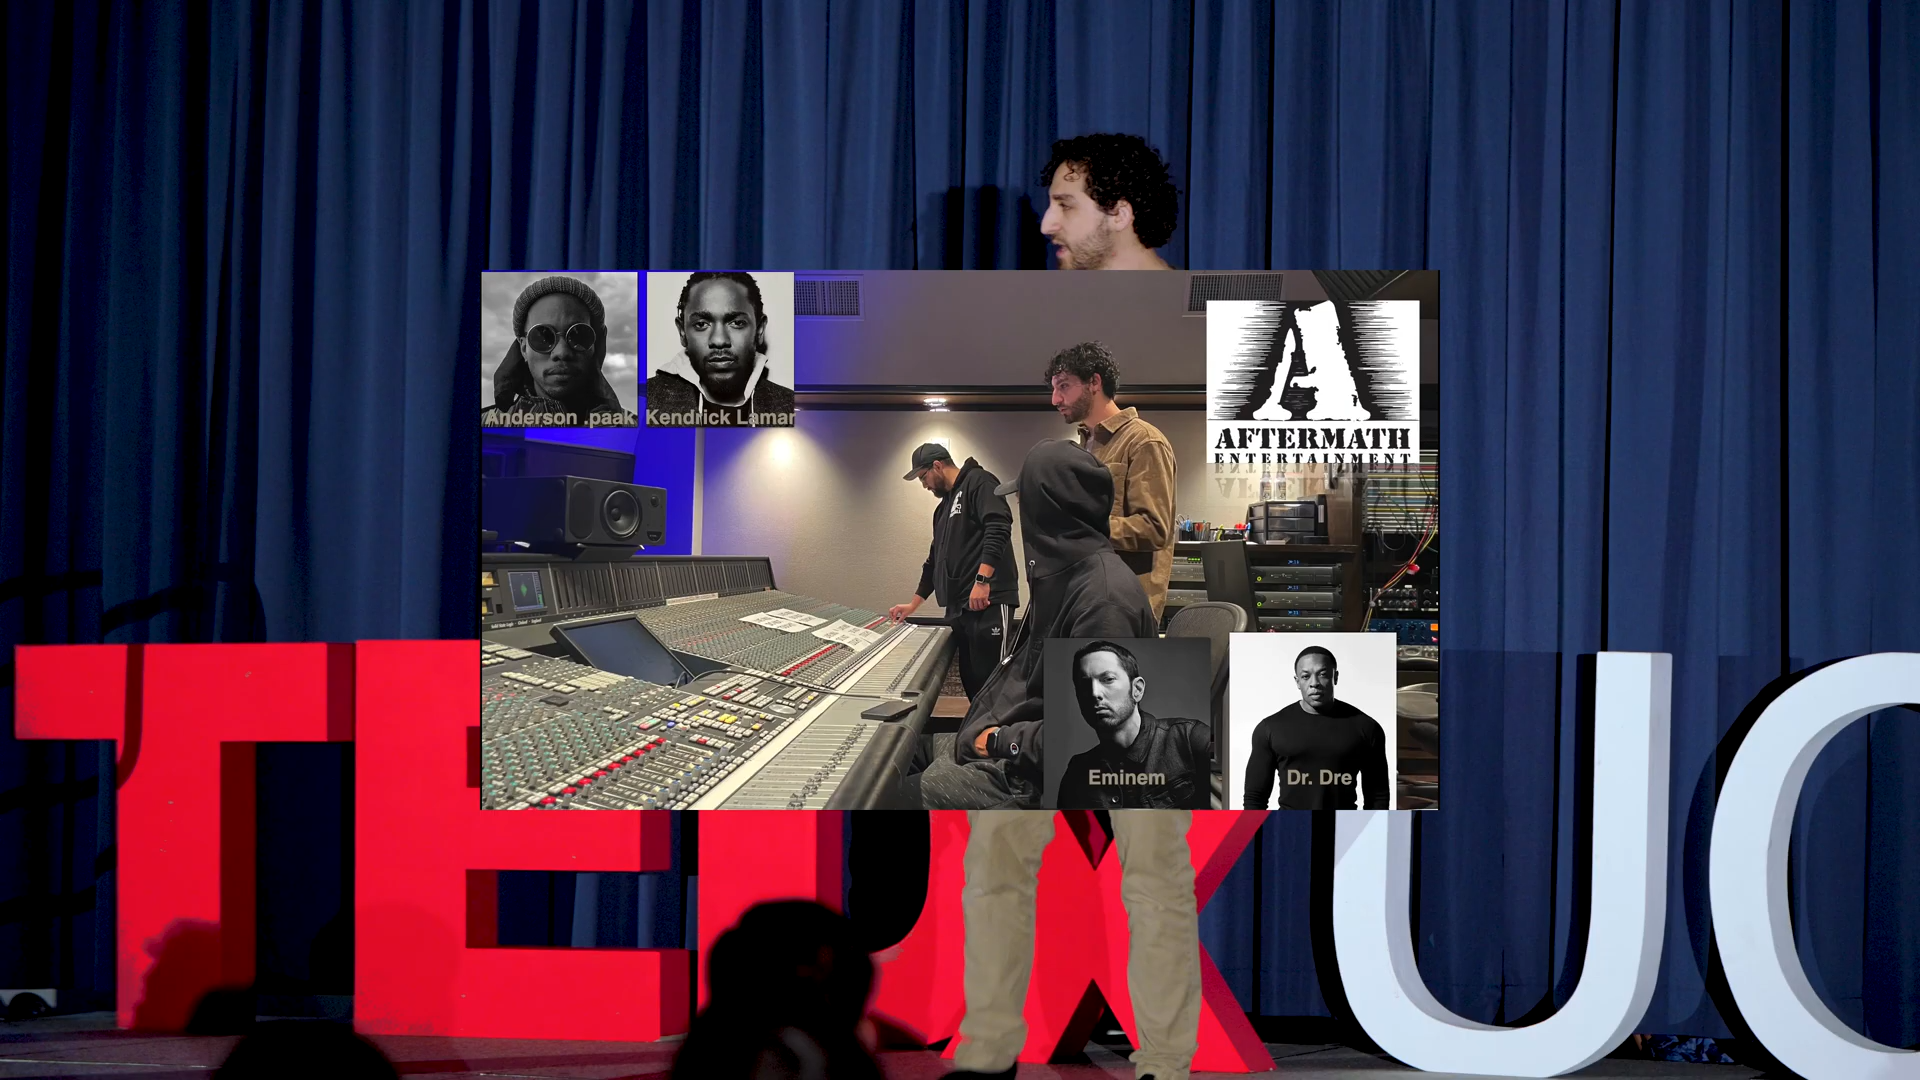 Anderson .paak
Kendrick Lamar
A
AFTERMATH
ENTERTAINMENT
Eminem
Dr. Dre
TEDX UC